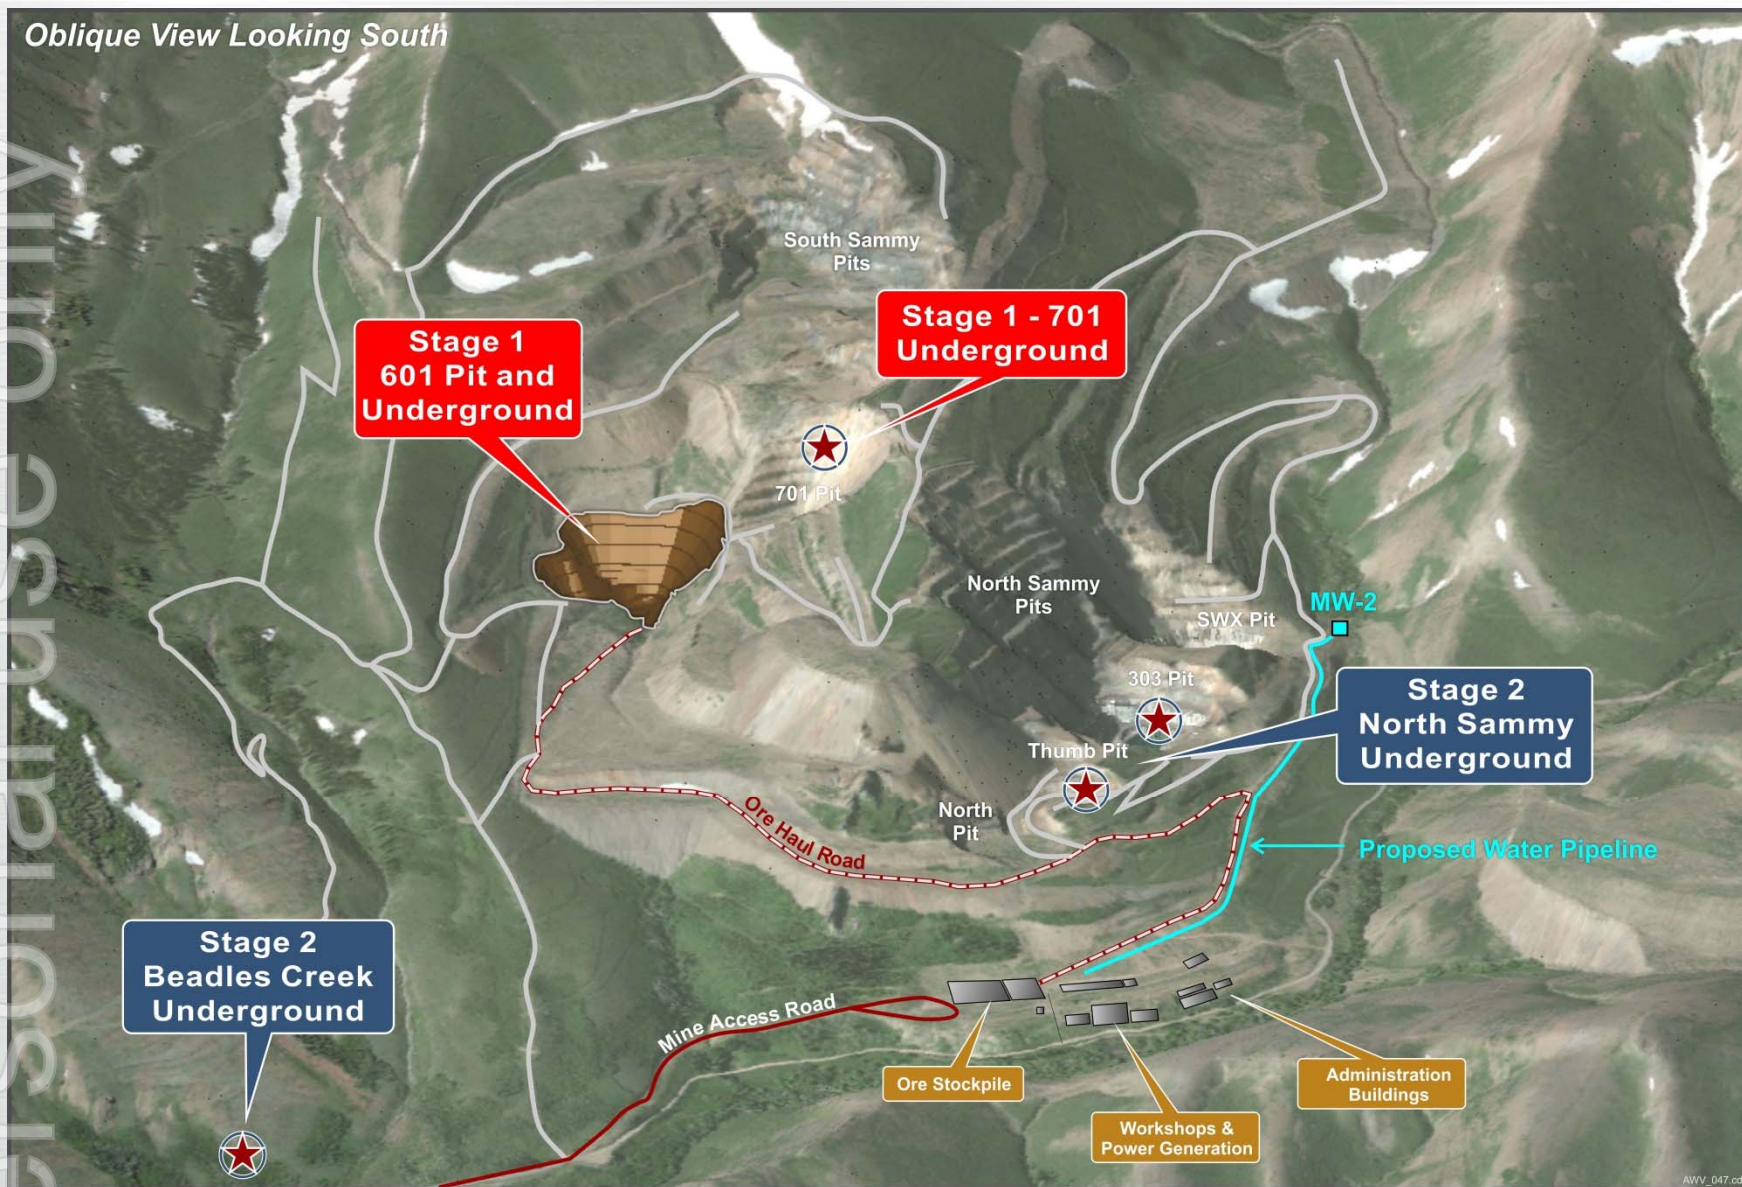 Oblique View Looking South
South Sammy
Pits
Stage 1 - 701
Underground
Stage 1
601 Pit and
Underground
701 Pit
North Sammy
Pits
MW-2
SWX Pit
303 Pit
Stage 2
North Sammy
Underground
Thumb Pit
North
Pit
Ore Haul Road
Proposed Water Pipeline
Stage 2
Beadles Creek
Underground
Mine Access Road
Ore Stockpile
Administration
Buildings
Workshops &
Power Generation
ersonal use only